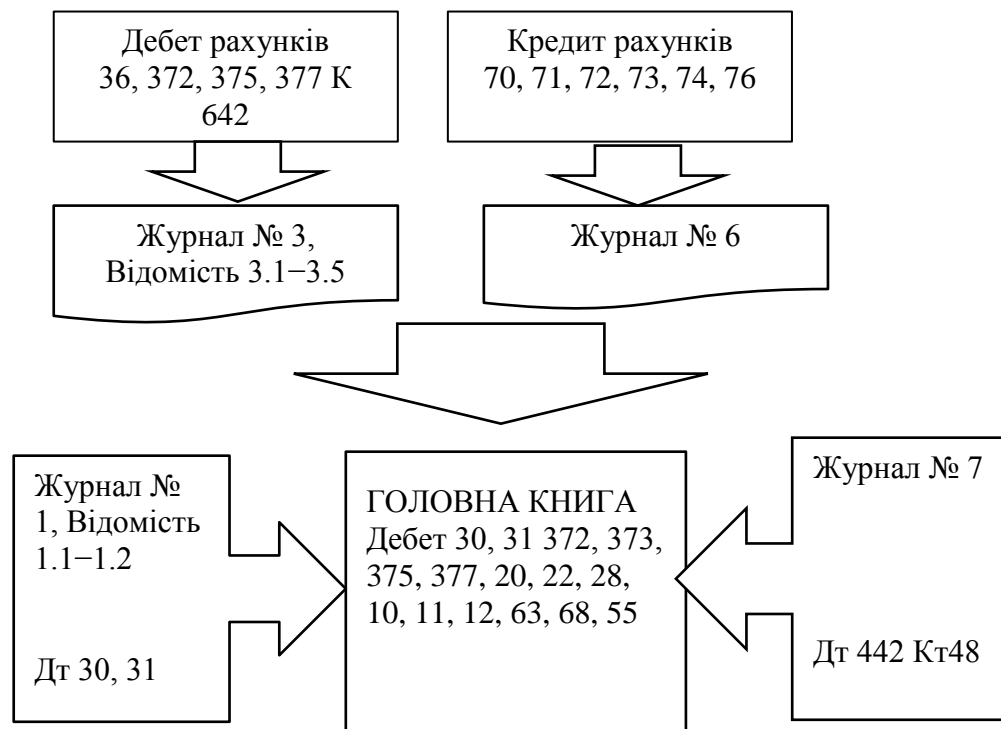 Дебет рахунків
36, 372, 375, 377 К
642
Кредит рахунків
70, 71, 72, 73, 74, 76
Журнал № 3,
Відомість 3.1−3.5
Журнал № 6
Журнал №
1, Відомість
1.1−1.2
Дт 30, 31
ГОЛОВНА КНИГА
Дебет 30, 31 372, 373,
375, 377, 20, 22, 28,
10, 11, 12, 63, 68, 55
Журнал № 7
Дт 442 Кт48